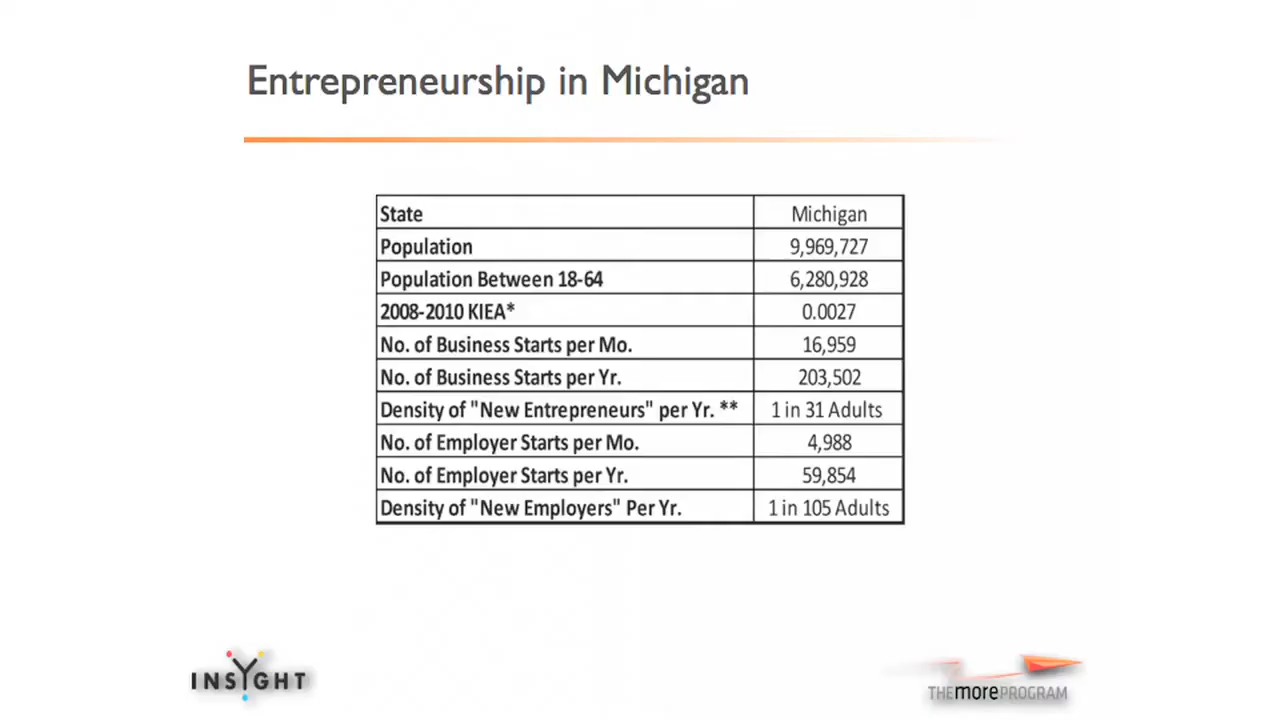 Entrepreneurship in Michigan
State Michigan
Population 9,969,727
Population Between 18-64 6,280,928
2008-2010 KIEA* 0.0027
No. of Business Starts per Mo. 16,959
No. of Business Starts per Yr. 203,502
Density of "New Entrepreneurs" per Yr. ** 1 in 31 Adults
No. of Employer Starts per Mo. 4,988
No. of Employer Starts per Yr. 59,854
Density of "New Employers" Per Yr. 1 in 105 Adults
INSYGHT
THEmorePROGRAM